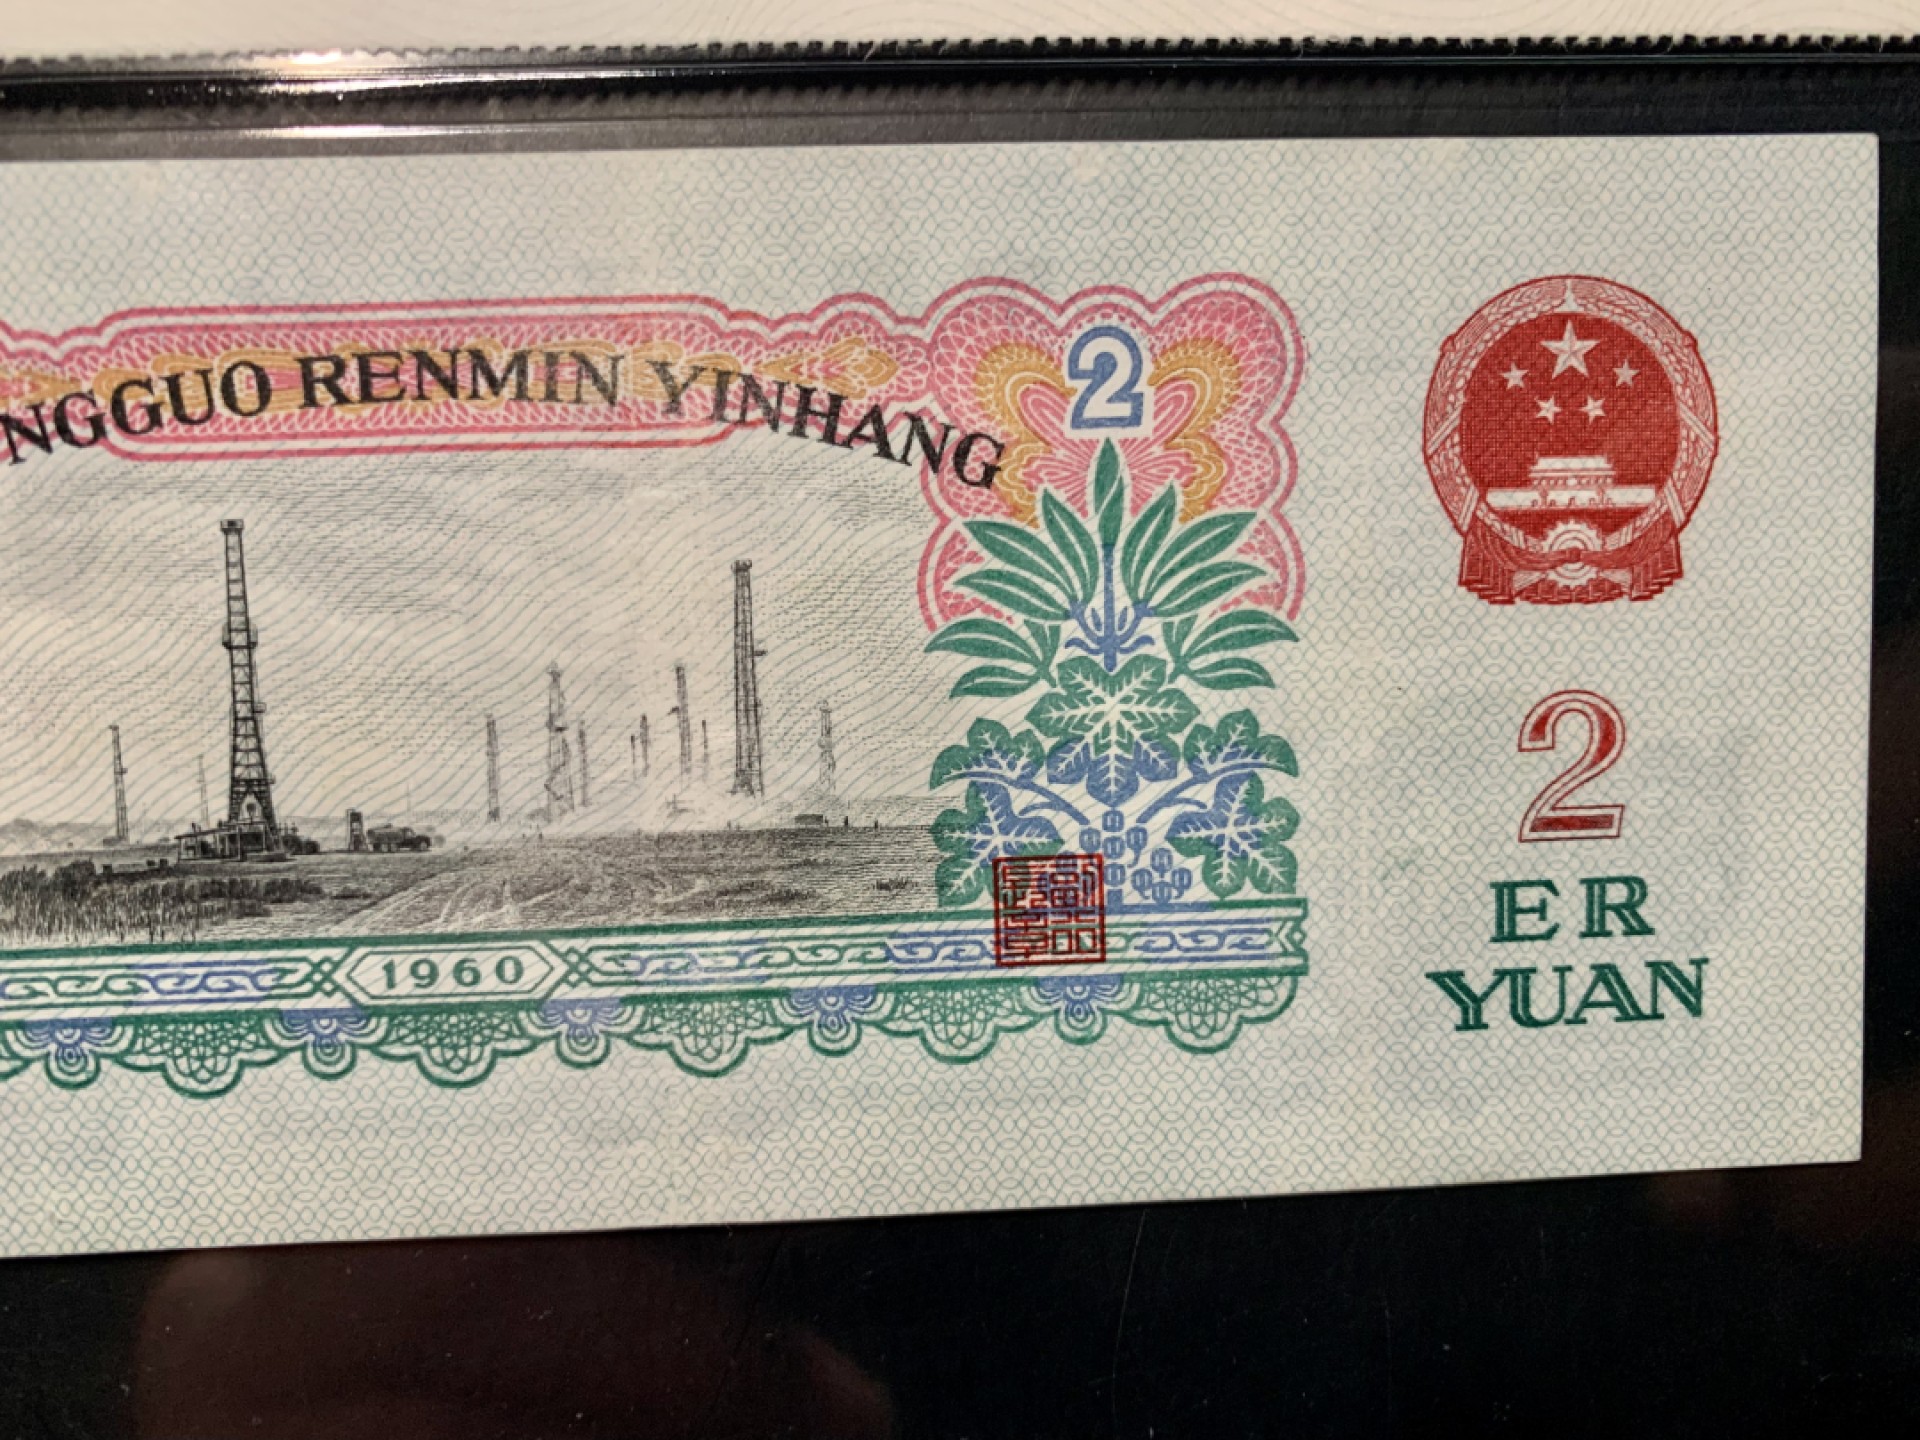 NGGUO RENMIN YINHANG
2
1960
2
ER
YUAN